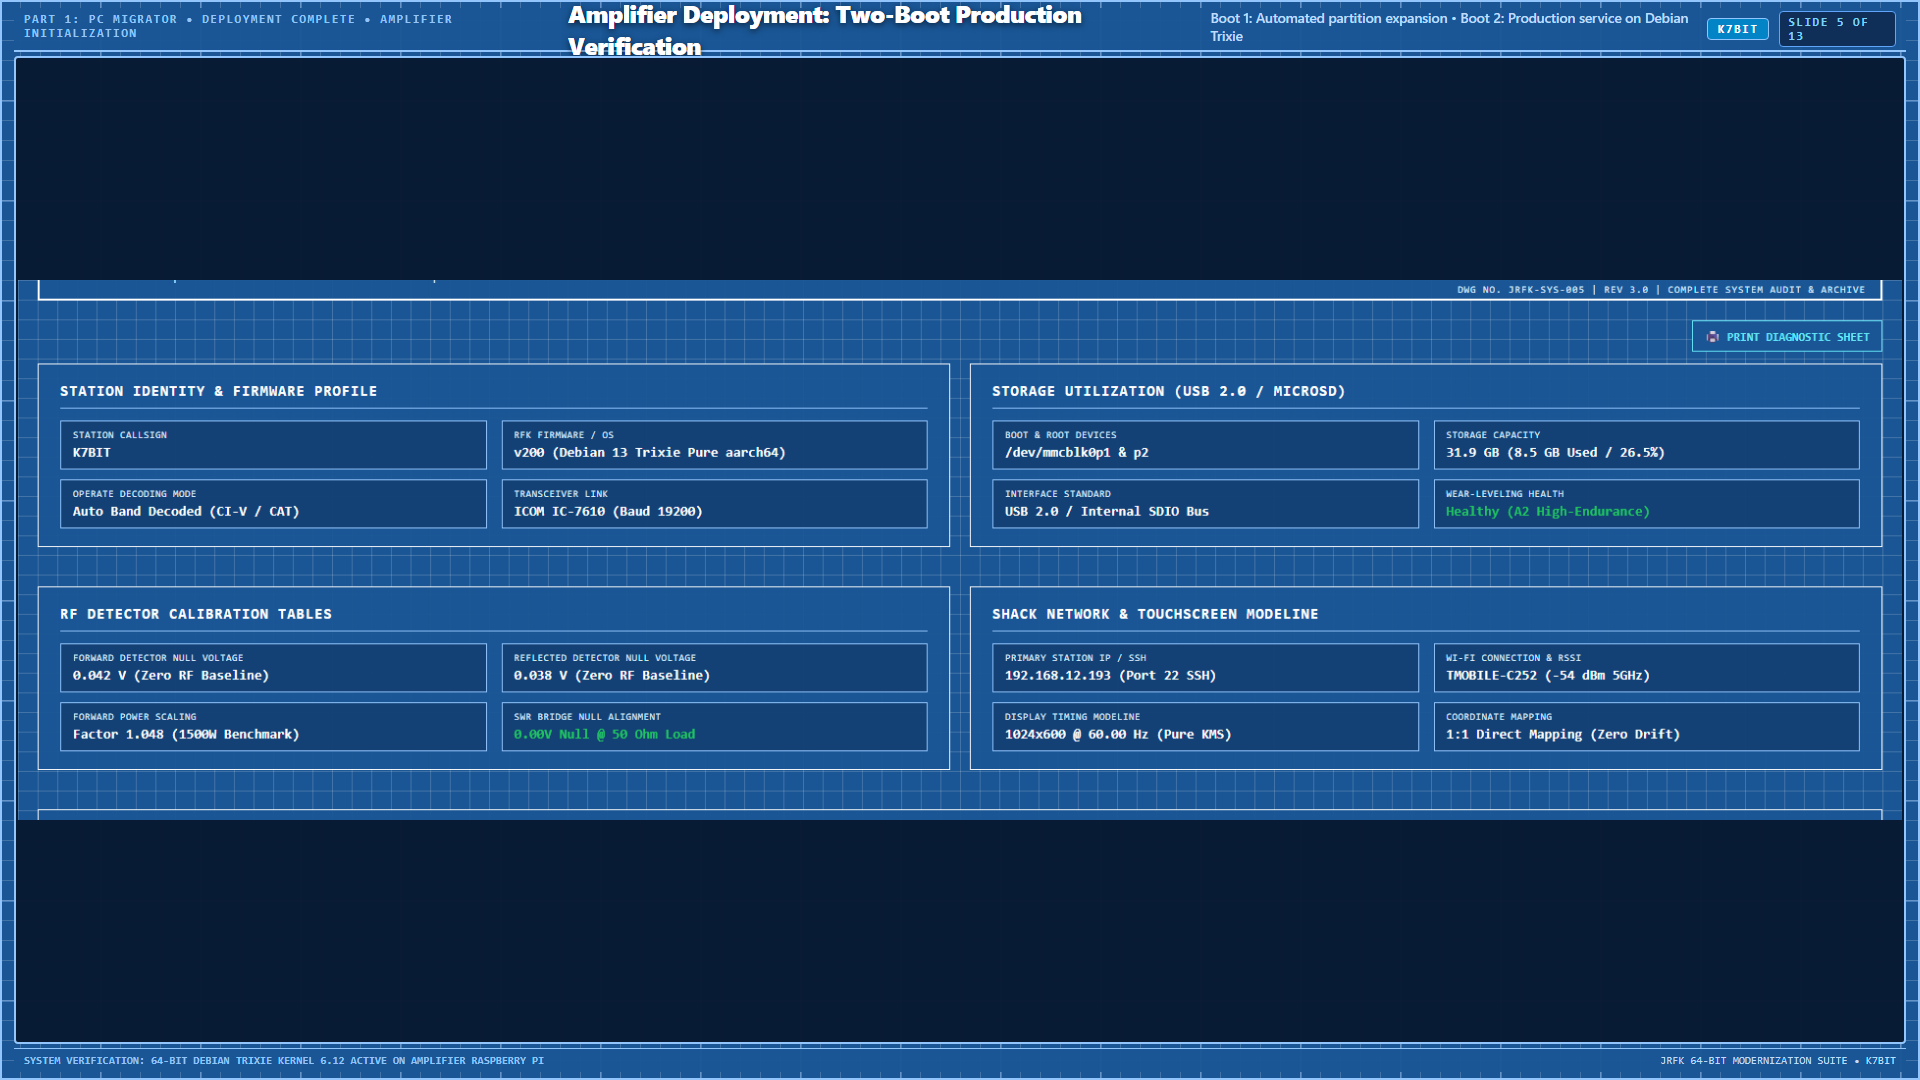 PART 1: PC MIGRATOR • DEPLOYMENT COMPLETE • AMPLIFIER
INITIALIZATION
Amplifier Deployment: Two-Boot Production
Verification
Boot 1: Automated partition expansion • Boot 2: Production service on Debian
Trixie
K7BIT
SLIDE 5 OF
13
DWG NO. JRFK-SYS-005 | REV 3.0 | COMPLETE SYSTEM AUDIT & ARCHIVE
PRINT DIAGNOSTIC SHEET
STATION IDENTITY & FIRMWARE PROFILE
STATION CALLSIGN
K7BIT
RFK FIRMWARE / OS
v200 (Debian 13 Trixie Pure aarch64)
OPERATE DECODING MODE
Auto Band Decoded (CI-V / CAT)
TRANSCEIVER LINK
ICOM IC-7610 (Baud 19200)
STORAGE UTILIZATION (USB 2.0 / MICROSD)
BOOT & ROOT DEVICES
/dev/mmcblk0p1 & p2
STORAGE CAPACITY
31.9 GB (8.5 GB Used / 26.5%)
INTERFACE STANDARD
USB 2.0 / Internal SDIO Bus
WEAR-LEVELING HEALTH
Healthy (A2 High-Endurance)
RF DETECTOR CALIBRATION TABLES
FORWARD DETECTOR NULL VOLTAGE
0.042 V (Zero RF Baseline)
REFLECTED DETECTOR NULL VOLTAGE
0.038 V (Zero RF Baseline)
FORWARD POWER SCALING
Factor 1.048 (1500W Benchmark)
SWR BRIDGE NULL ALIGNMENT
0.00V Null @ 50 Ohm Load
SHACK NETWORK & TOUCHSCREEN MODELINE
PRIMARY STATION IP / SSH
192.168.12.193 (Port 22 SSH)
WI-FI CONNECTION & RSSI
TMOBILE-C252 (-54 dBm 5GHz)
DISPLAY TIMING MODELINE
1024x600 @ 60.00 Hz (Pure KMS)
COORDINATE MAPPING
1:1 Direct Mapping (Zero Drift)
SYSTEM VERIFICATION: 64-BIT DEBIAN TRIXIE KERNEL 6.12 ACTIVE ON AMPLIFIER RASPBERRY PI
JRFK 64-BIT MODERNIZATION SUITE • K7BIT